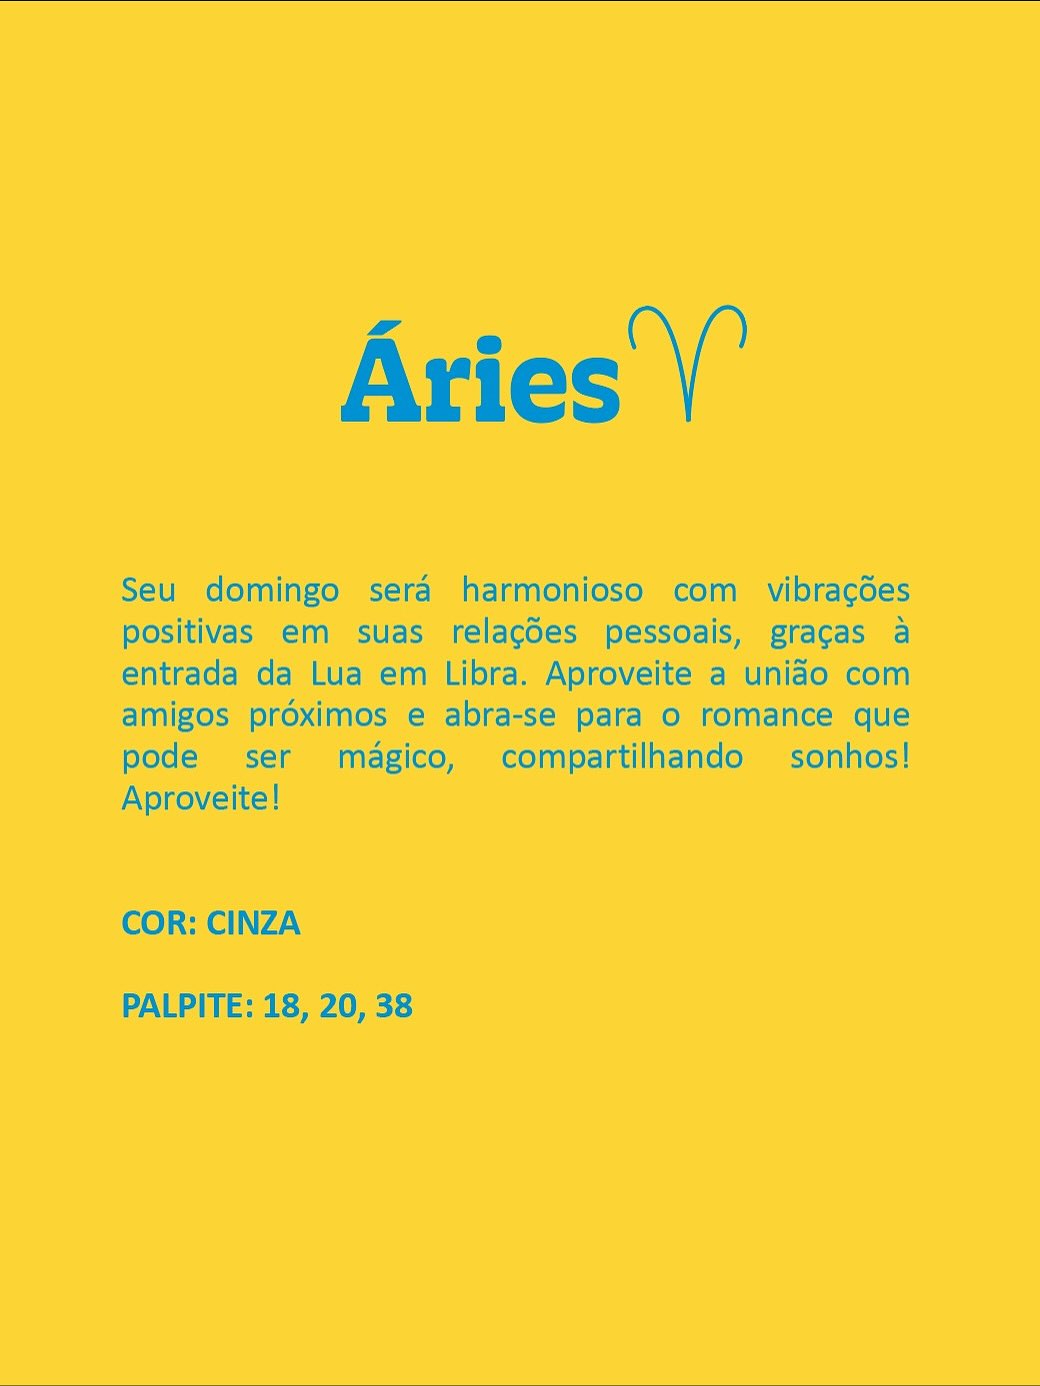 Áries
Seu domingo será harmonioso com vibrações
positivas em suas relações pessoais, graças à
entrada da Lua em Libra. Aproveite a união com
amigos próximos e abra-se para o romance que
pode ser mágico, compartilhando sonhos!
Aproveite!
COR: CINZA
PALPITE: 18, 20, 38